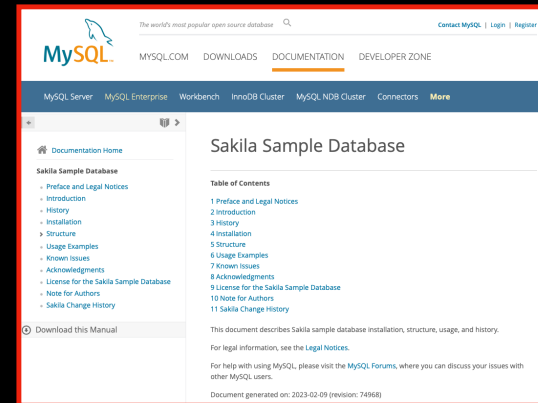 The world's most popular open source database
Contact MySQL | Login | Register
MySQL
MYSQL.COM DOWNLOADS DOCUMENTATION DEVELOPER ZONE
MySQL Server MySQL Enterprise Workbench InnoDB Cluster MySQL NDB Cluster Connectors More
Documentation Home
Sakila Sample Database
Preface and Legal Notices
Introduction
History
Installation
Structure
Usage Examples
Known Issues
Acknowledgments
License for the Sakila Sample Database
Note for Authors
Sakila Change History
Download this Manual
Sakila Sample Database
Table of Contents
1 Preface and Legal Notices
2 Introduction
3 History
4 Installation
5 Structure
6 Usage Examples
7 Known Issues
8 Acknowledgments
9 License for the Sakila Sample Database
10 Note for Authors
11 Sakila Change History
This document describes Sakila sample database installation, structure, usage, and history.
For legal information, see the Legal Notices.
For help with using MySQL, please visit the MySQL Forums, where you can discuss your issues with
other MySQL users.
Document generated on: 2023-02-09 (revision: 74968)